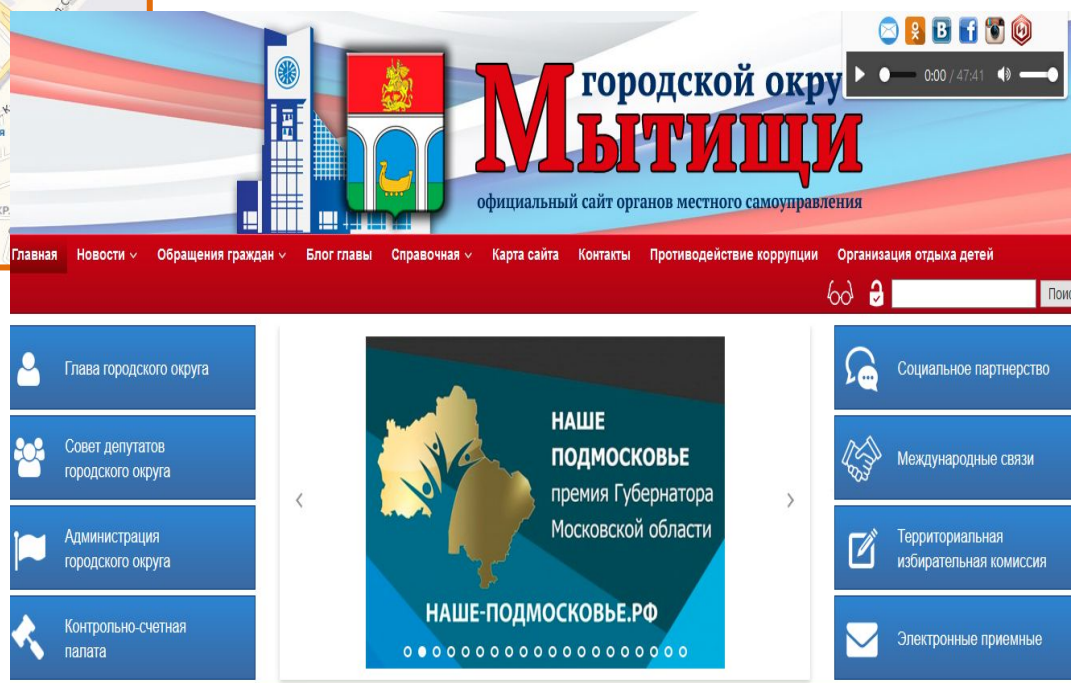 городской окру
Мытищи
официальный сайт органов местного самоуправления
0:00 / 47:41
Главная Новости Обращения граждан Блог главы Справочная Карта сайта Контакты Противодействие коррупции Организация отдыха детей
Поис
Глава городского округа
Совет депутатов
городского округа
Администрация
городского округа
Контрольно-счетная
палата
НАШЕ
ПОДМОСКОВЬЕ
премия Губернатора
Московской области
НАШЕ-ПОДМОСКОВЬЕ.РФ
Социальное партнерство
Международные связи
Территориальная
избирательная комиссия
Электронные приемные